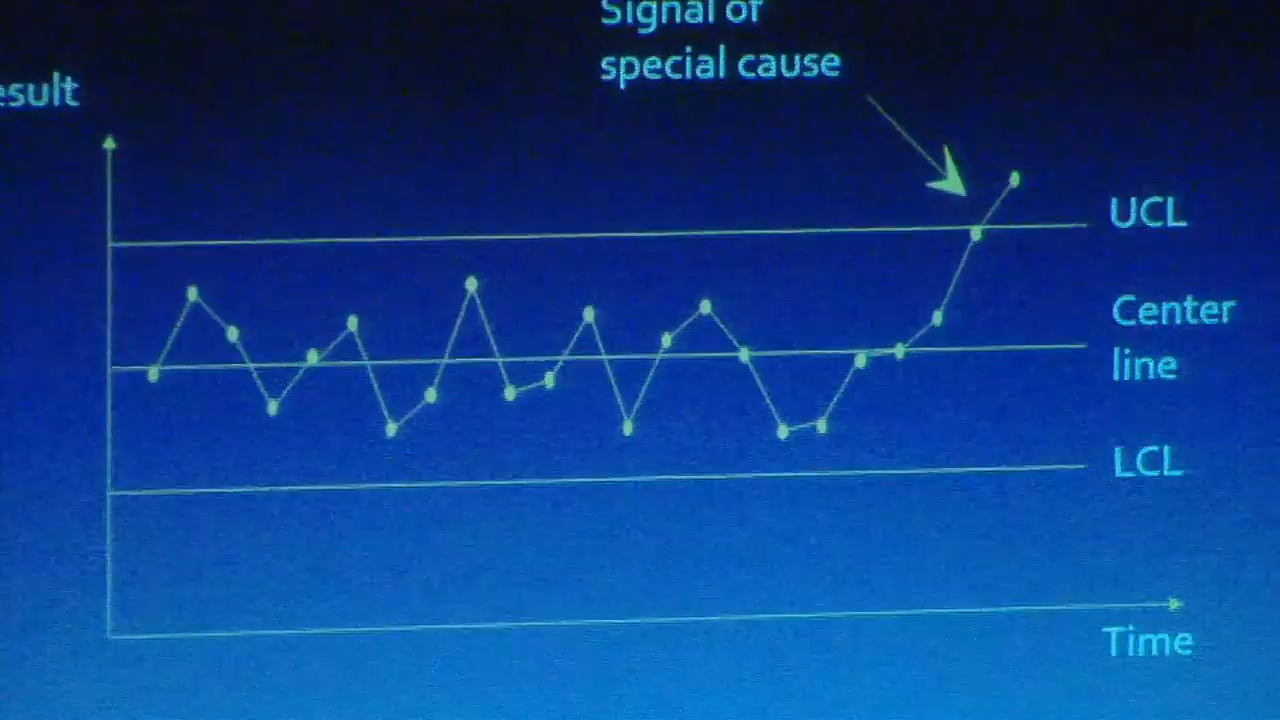 Signal of
special cause
esult
UCL
Center
line
LCL
Time